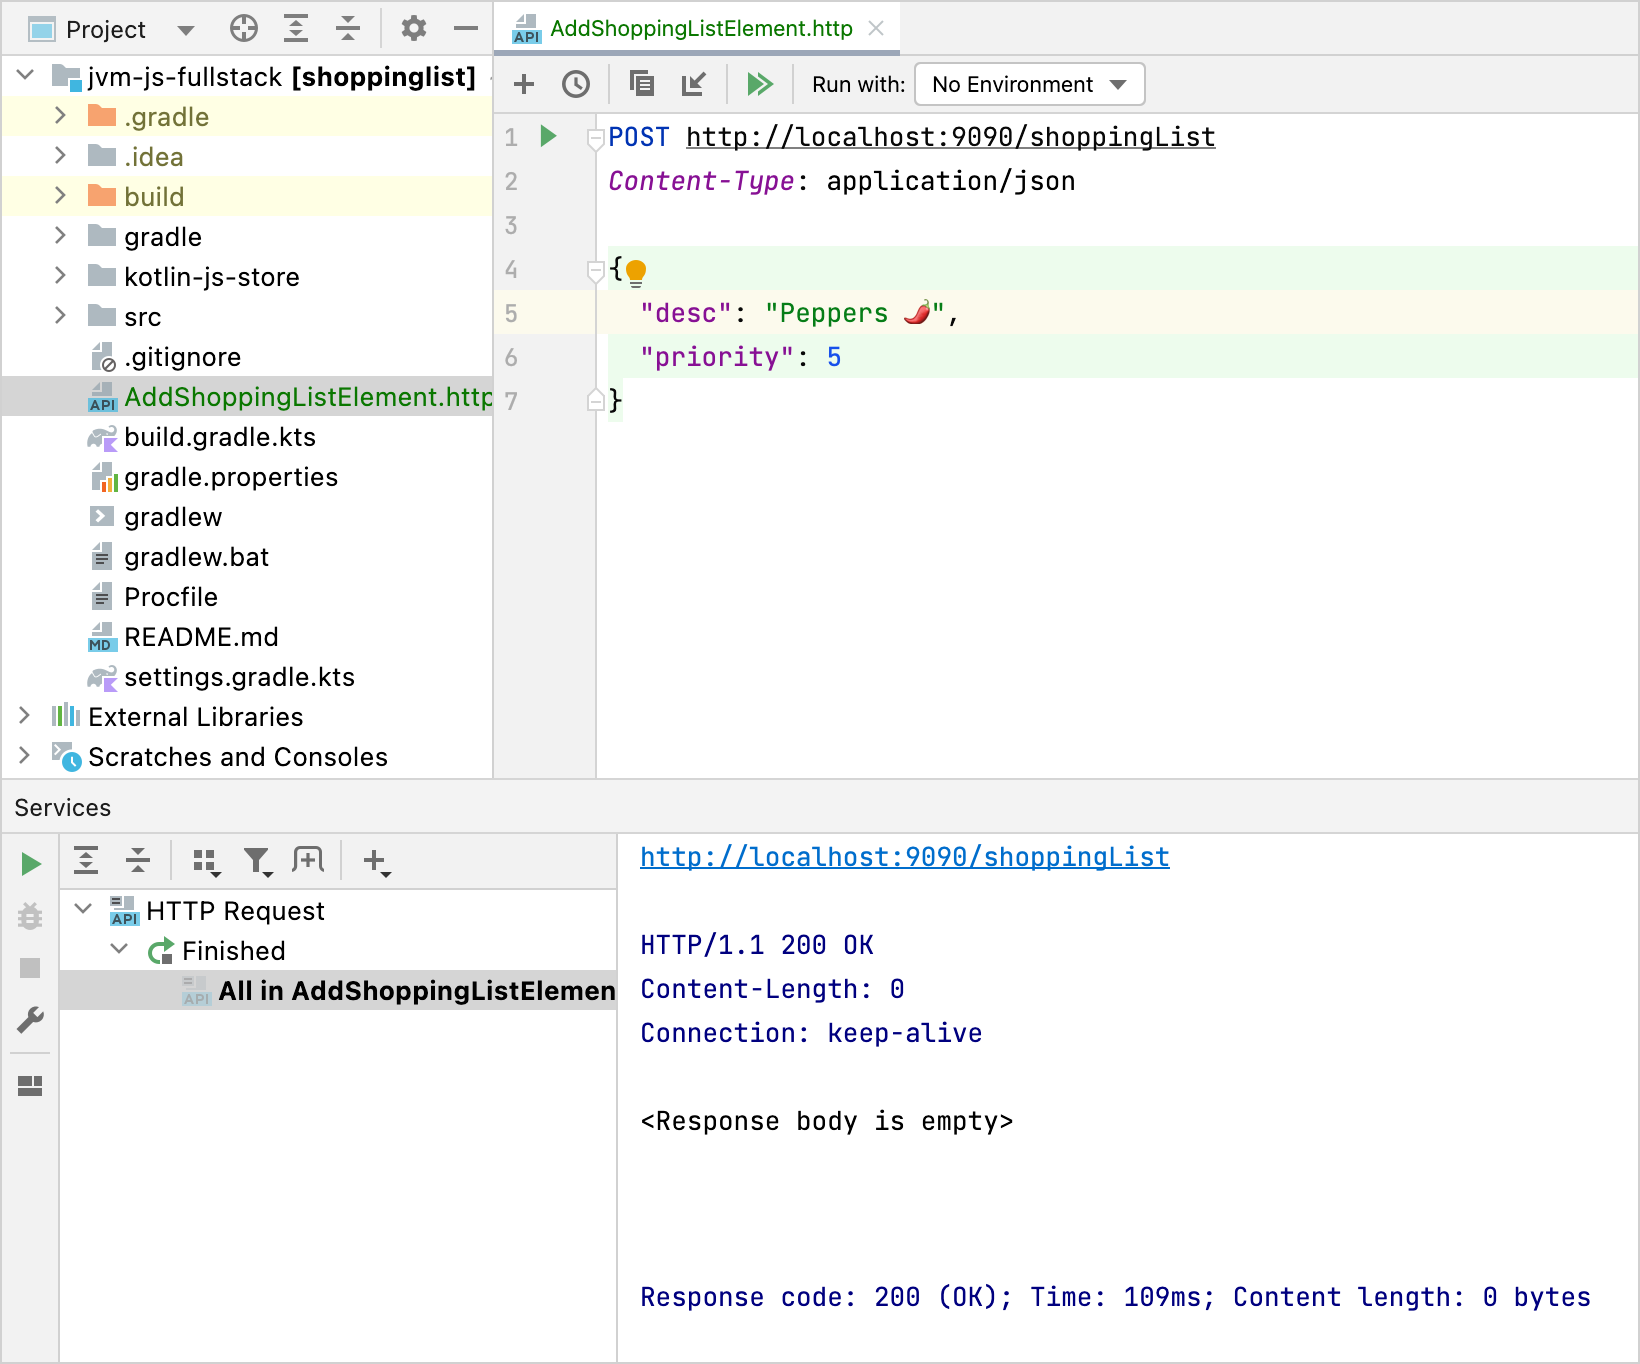 Project
jvm-js-fullstack [shoppinglist]
.gradle
.idea
build
gradle
kotlin-js-store
src
.gitignore
API AddShoppingListElement.http
build.gradle.kts
gradle.properties
gradlew
gradlew.bat
Procfile
MD README.md
settings.gradle.kts
External Libraries
Scratches and Consoles
API AddShoppingListElement.http
Run with: No Environment
1 POST http://localhost:9090/shoppingList
2 Content-Type: application/json
3
4 {
5 "desc": "Peppers 🌶️",
6 "priority": 5
7 }
Services
API HTTP Request
Finished
API All in AddShoppingListElemen
http://localhost:9090/shoppingList
HTTP/1.1 200 OK
Content-Length: 0
Connection: keep-alive
<Response body is empty>
Response code: 200 (OK); Time: 109ms; Content length: 0 bytes